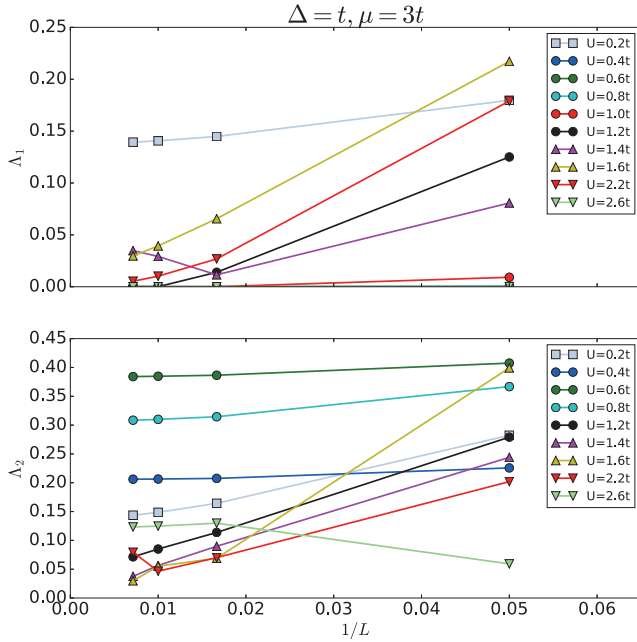 Δ = t, μ = 3t
0.25
0.20
0.15
0.10
0.05
0.00
Λ₁
U=0.2t
U=0.4t
U=0.6t
U=0.8t
U=1.0t
U=1.2t
U=1.4t
U=1.6t
U=2.2t
U=2.6t
0.45
0.40
0.35
0.30
0.25
0.20
0.15
0.10
0.05
0.00
Λ₂
U=0.2t
U=0.4t
U=0.6t
U=0.8t
U=1.2t
U=1.4t
U=1.6t
U=2.2t
U=2.6t
0.00 0.01 0.02 0.03 0.04 0.05 0.06
1/L